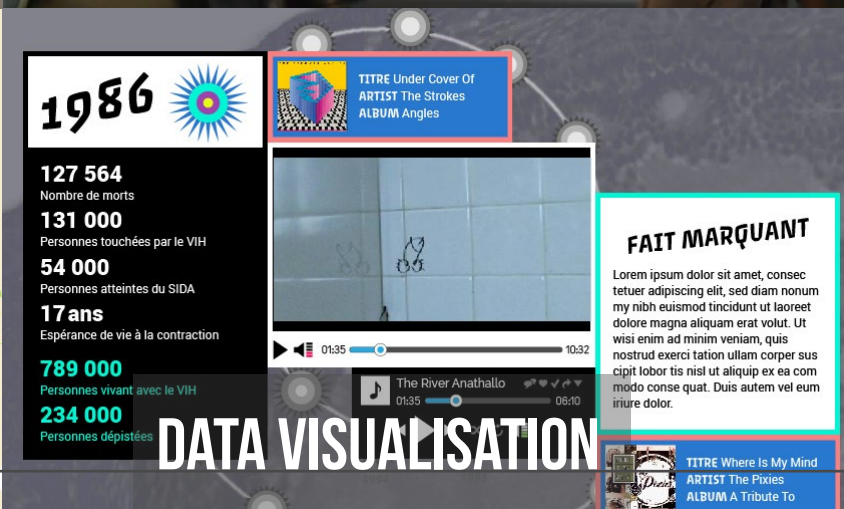 1986
127 564
Nombre de morts
131 000
Personnes touchées par le VIH
54 000
Personnes atteintes du SIDA
17 ans
Espérance de vie à la contraction
789 000
Personnes vivant avec le VIH
234 000
Personnes dépistées
TITRE Under Cover Of
ARTIST The Strokes
ALBUM Angles
01:35
10:32
The River Anathallo
01:35
06:10
FAIT MARQUANT
Lorem ipsum dolor sit amet, consec
tetuer adipiscing elit, sed diam nonum
my nibh euismod tincidunt ut laoreet
dolore magna aliquam erat volut. Ut
wisi enim ad minim veniam, quis
nostrud exerci tation ullam corper sus
cipit lobor tis nisl ut aliquip ex ea com
modo conse quat. Duis autem vel eum
iriure dolor.
Pixies
TITRE Where Is My Mind
ARTIST The Pixies
ALBUM A Tribute To
DATA VISUALISATION